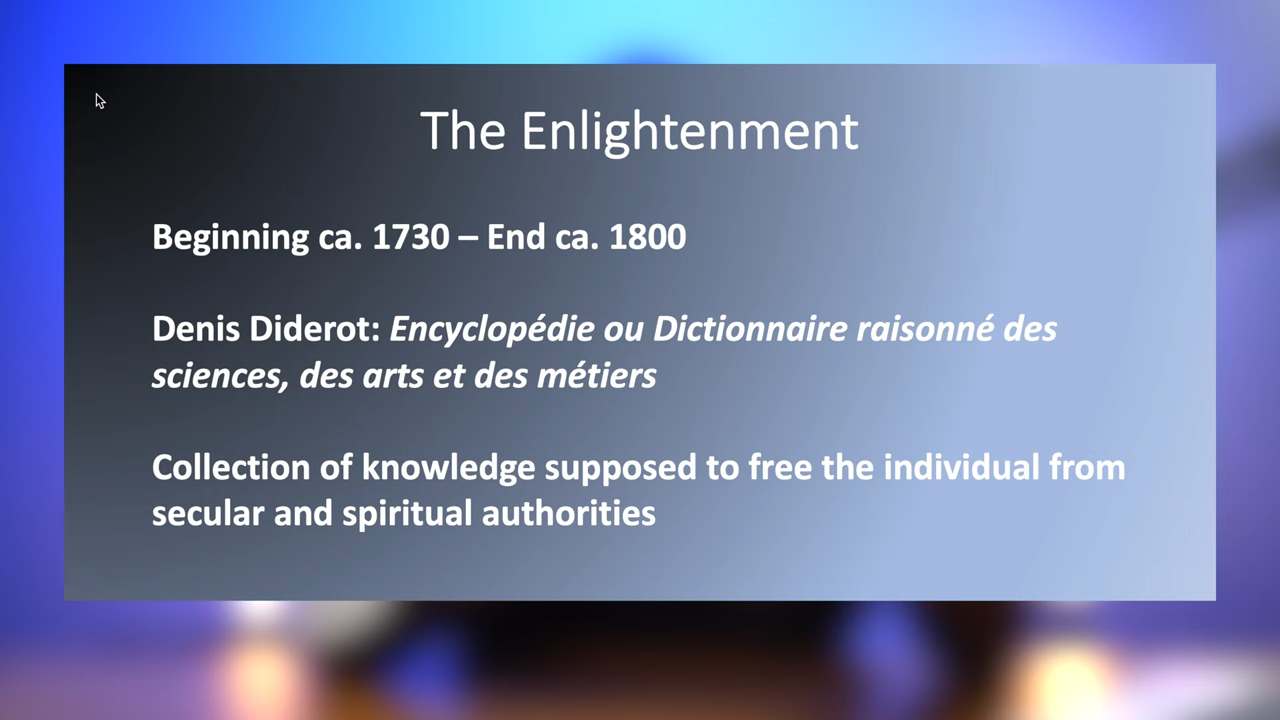 The Enlightenment
Beginning ca. 1730 – End ca. 1800
Denis Diderot: Encyclopédie ou Dictionnaire raisonné des
sciences, des arts et des métiers
Collection of knowledge supposed to free the individual from
secular and spiritual authorities